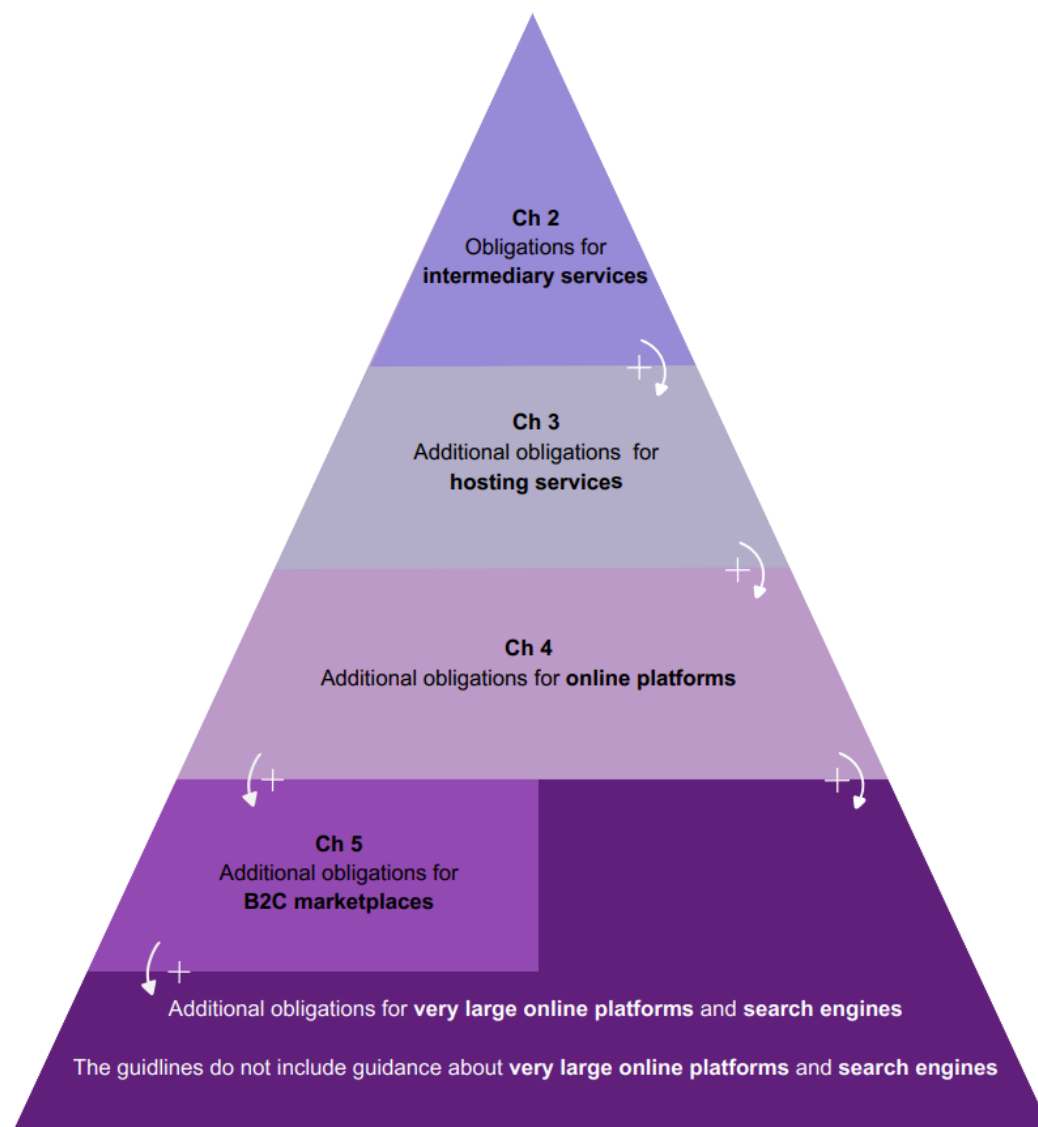 Ch 2
Obligations for
intermediary services
Ch 3
Additional obligations for
hosting services
Ch 4
Additional obligations for online platforms
Ch 5
Additional obligations for
B2C marketplaces
Additional obligations for very large online platforms and search engines
The guidlines do not include guidance about very large online platforms and search engines